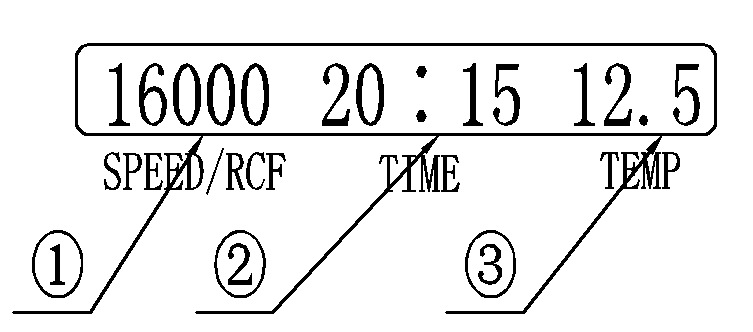 16000 20:15 12.5
SPEED/RCF TIME TEMP
① ② ③